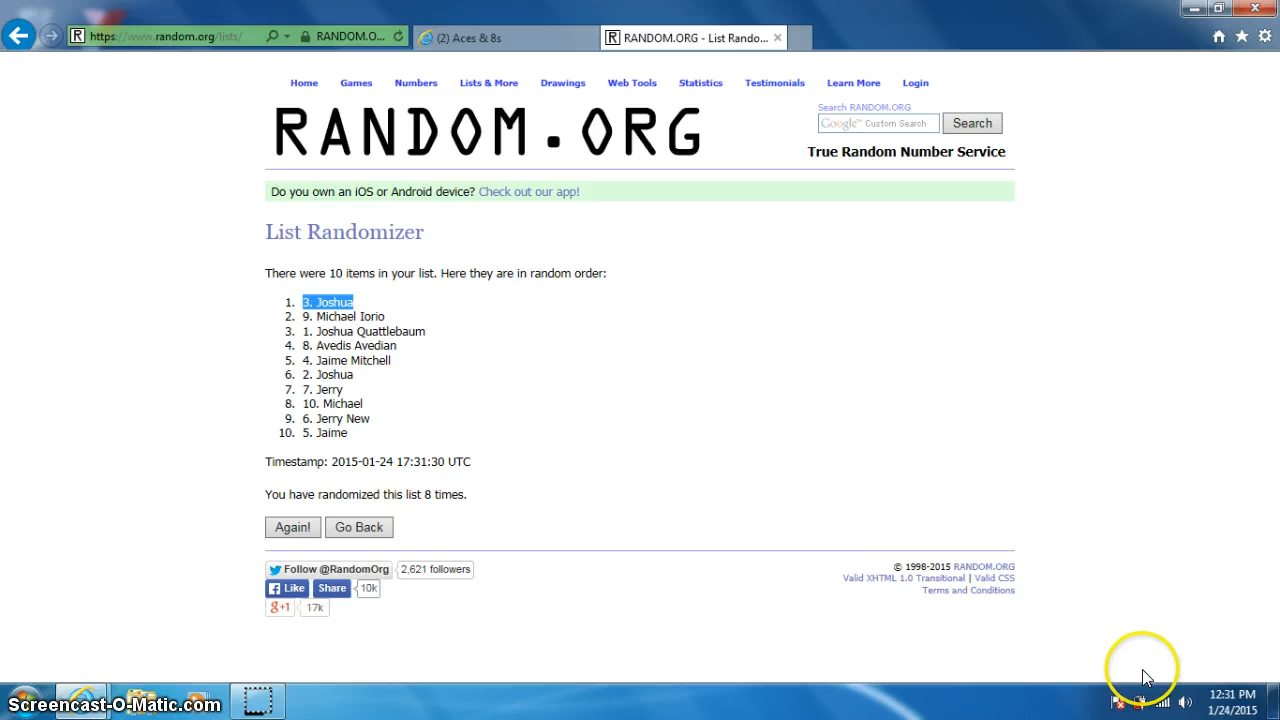 https://www.random.org/lists/
RANDOM.O...
(2) Aces & 8s
RANDOM.ORG - List Rando...
Home Games Numbers Lists & More Drawings Web Tools Statistics Testimonials Learn More Login
RANDOM.ORG
Search RANDOM.ORG
Google™ Custom Search
Search
True Random Number Service
Do you own an iOS or Android device? Check out our app!
List Randomizer
There were 10 items in your list. Here they are in random order:
1. 3. Joshua
2. 9. Michael Iorio
3. 1. Joshua Quattlebaum
4. 8. Avedis Avedian
5. 4. Jaime Mitchell
6. 2. Joshua
7. 7. Jerry
8. 10. Michael
9. 6. Jerry New
10. 5. Jaime
Timestamp: 2015-01-24 17:31:30 UTC
You have randomized this list 8 times.
Again! Go Back
Follow @RandomOrg 2,621 followers
Like Share 10k
g+1 17k
© 1998-2015 RANDOM.ORG
Valid XHTML 1.0 Transitional | Valid CSS
Terms and Conditions
Screencast-O-Matic.com
12:31 PM
1/24/2015